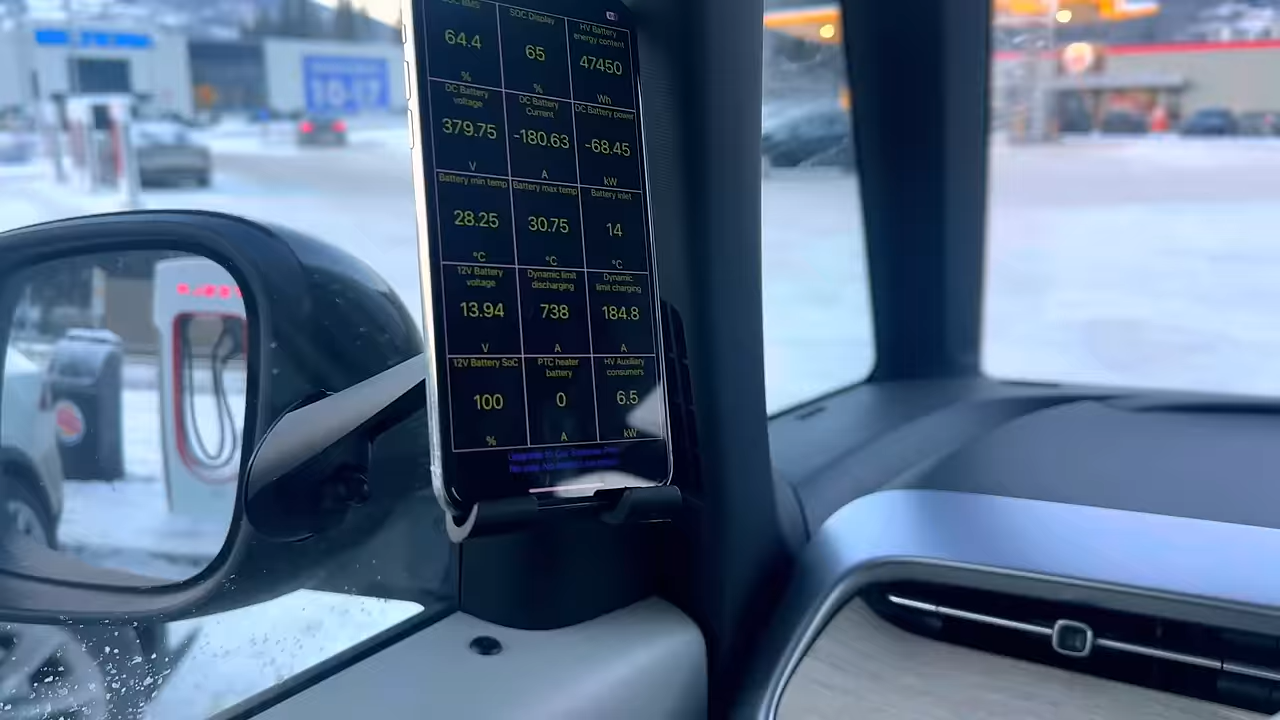 SOC BMS
SOC Display
HV Battery
energy content
64.4
65
47450
%
%
Wh
DC Battery
voltage
DC Battery
Current
DC Battery power
379.75
-180.63
-68.45
V
A
kW
Battery min temp
Battery max temp
Battery inlet
28.25
30.75
14
°C
°C
°C
12V Battery
voltage
Dynamic limit
discharging
Dynamic
limit charging
13.94
738
184.8
V
A
A
12V Battery SoC
PTC heater
battery
HV Auxiliary
consumers
100
0
6.5
%
A
kW
10-17